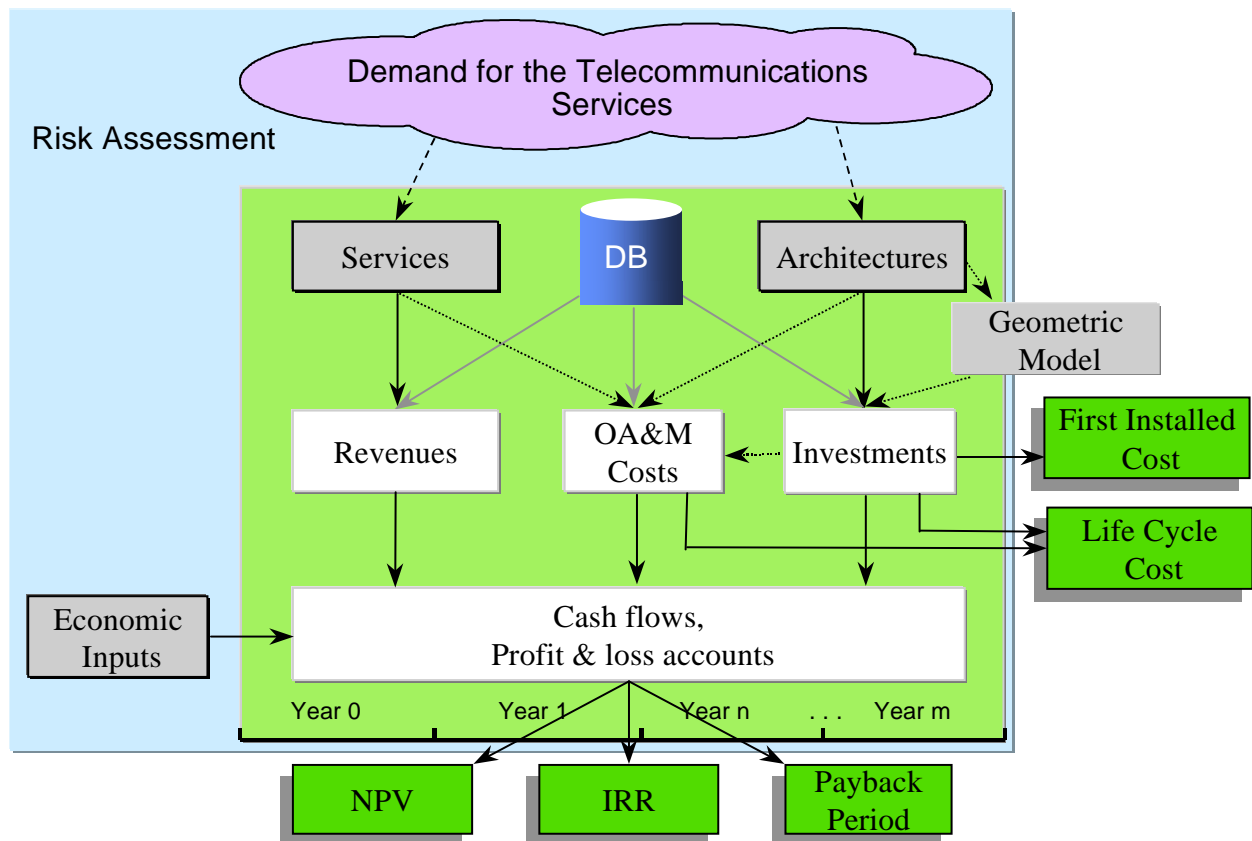 Demand for the Telecommunications
Services
Risk Assessment
Services
DB
Architectures
Geometric
Model
Revenues
OA&M
Costs
Investments
First Installed
Cost
Life Cycle
Cost
Economic
Inputs
Cash flows,
Profit & loss accounts
Year 0
Year 1
Year n
. . .
Year m
NPV
IRR
Payback
Period